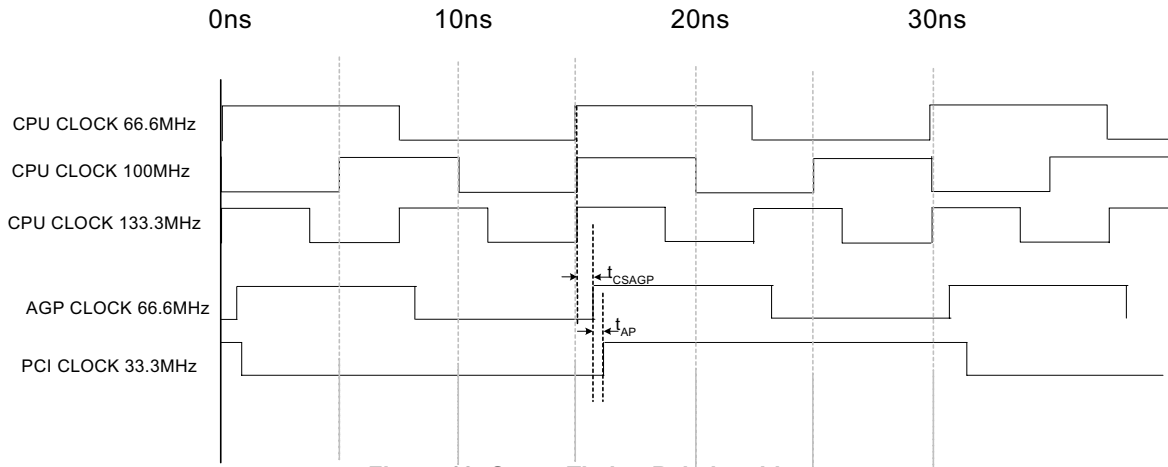 0ns 10ns 20ns 30ns
CPU CLOCK 66.6MHz
CPU CLOCK 100MHz
CPU CLOCK 133.3MHz
tCSAGP
AGP CLOCK 66.6MHz
tAP
PCI CLOCK 33.3MHz